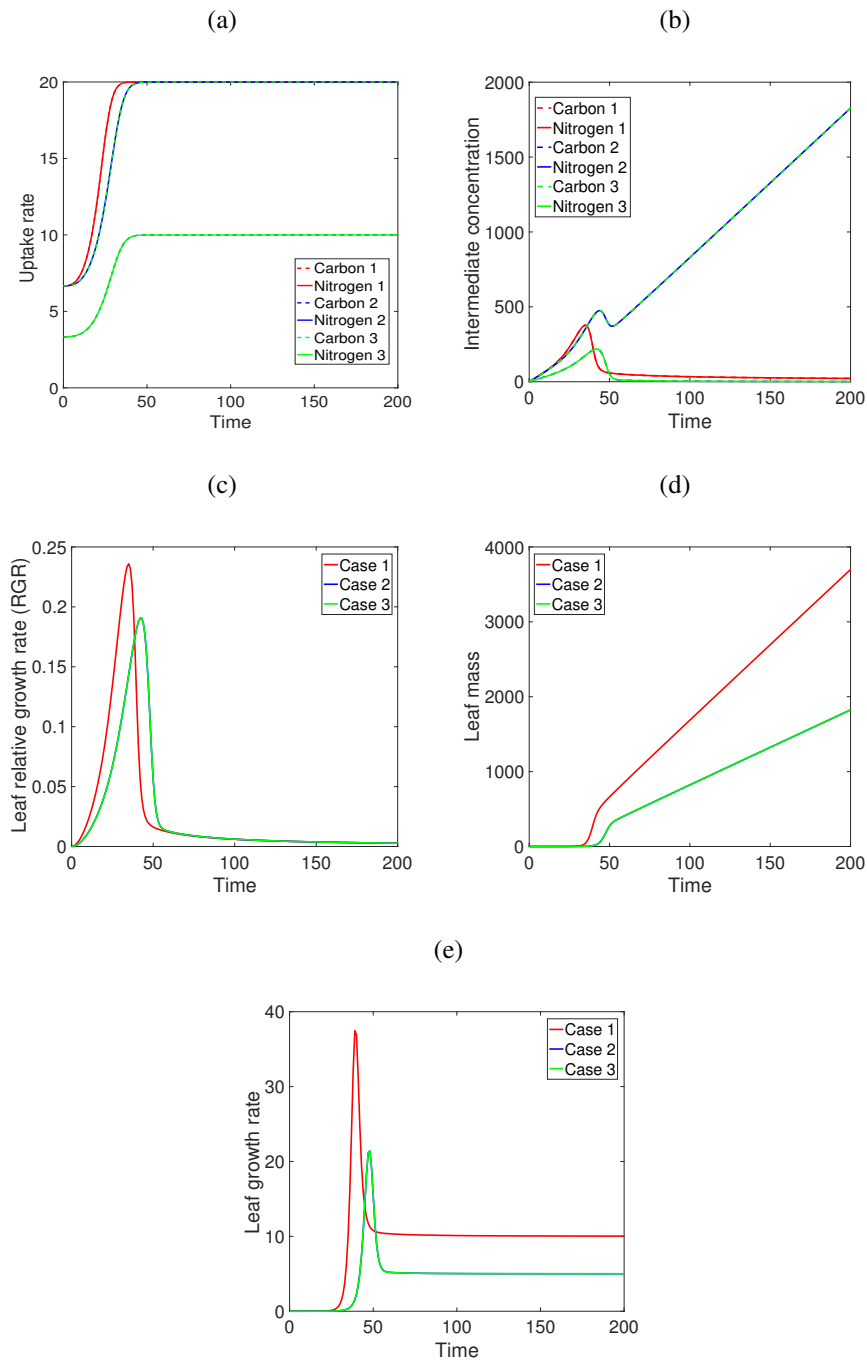 (a)
20
15
10
5
0
Uptake rate
Carbon 1
Nitrogen 1
Carbon 2
Nitrogen 2
Carbon 3
Nitrogen 3
0 50 100 150 200
Time
(b)
2000
1500
1000
500
0
Intermediate concentration
Carbon 1
Nitrogen 1
Carbon 2
Nitrogen 2
Carbon 3
Nitrogen 3
0 50 100 150 200
Time
(c)
0.25
0.2
0.15
0.1
0.05
0
Leaf relative growth rate (RGR)
Case 1
Case 2
Case 3
0 50 100 150 200
Time
(d)
4000
3000
2000
1000
0
Leaf mass
Case 1
Case 2
Case 3
0 50 100 150 200
Time
(e)
40
30
20
10
0
Leaf growth rate
Case 1
Case 2
Case 3
0 50 100 150 200
Time